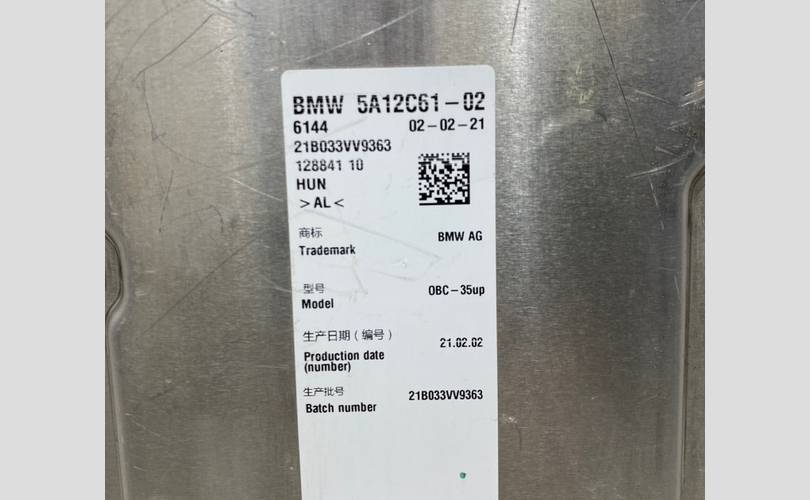 BMW 5A12C61-02
6144 02-02-21
21B033VV9363
128841 10
HUN
>AL<
商标
Trademark BMW AG
型号
Model OBC-35up
生产日期(编号)
Production date 21.02.02
(number)
生产批号
Batch number 21B033VV9363